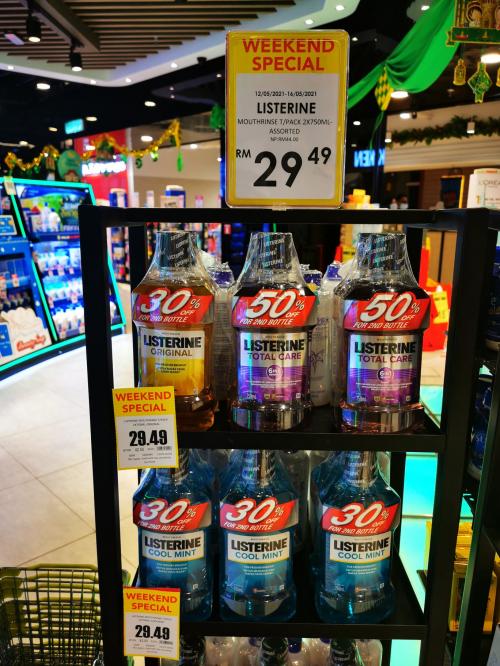 WEEKEND
SPECIAL
12/05/2021-16/05/2021
LISTERINE
MOUTHRINSE T/PACK 2X750ML-
ASSORTED
NP:RM44.00
RM 29 49
30% OFF
FOR 2ND BOTTLE
LISTERINE
ORIGINAL
50% OFF
FOR 2ND BOTTLE
LISTERINE
TOTAL CARE
50% OFF
FOR 2ND BOTTLE
LISTERINE
TOTAL CARE
WEEKEND
SPECIAL
29.49
30% OFF
FOR 2ND BOTTLE
LISTERINE
COOL MINT
30% OFF
FOR 2ND BOTTLE
LISTERINE
COOL MINT
30% OFF
FOR 2ND BOTTLE
LISTERINE
COOL MINT
WEEKEND
SPECIAL
29.49